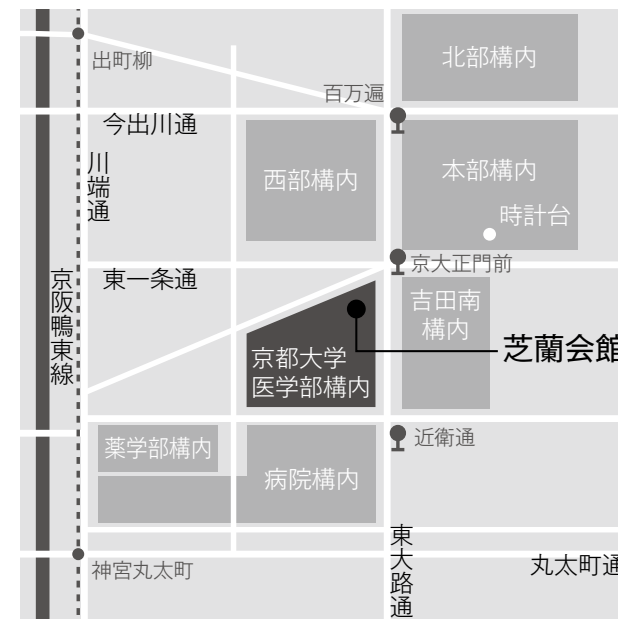 北部構内
出町柳
百万遍
今出川通
川端通
西部構内
本部構内
時計台
京大正門前
東一条通
京阪鴨東線
吉田南
構内
芝蘭会館
京都大学
医学部構内
近衛通
薬学部構内
病院構内
東大路通
丸太町通
神宮丸太町